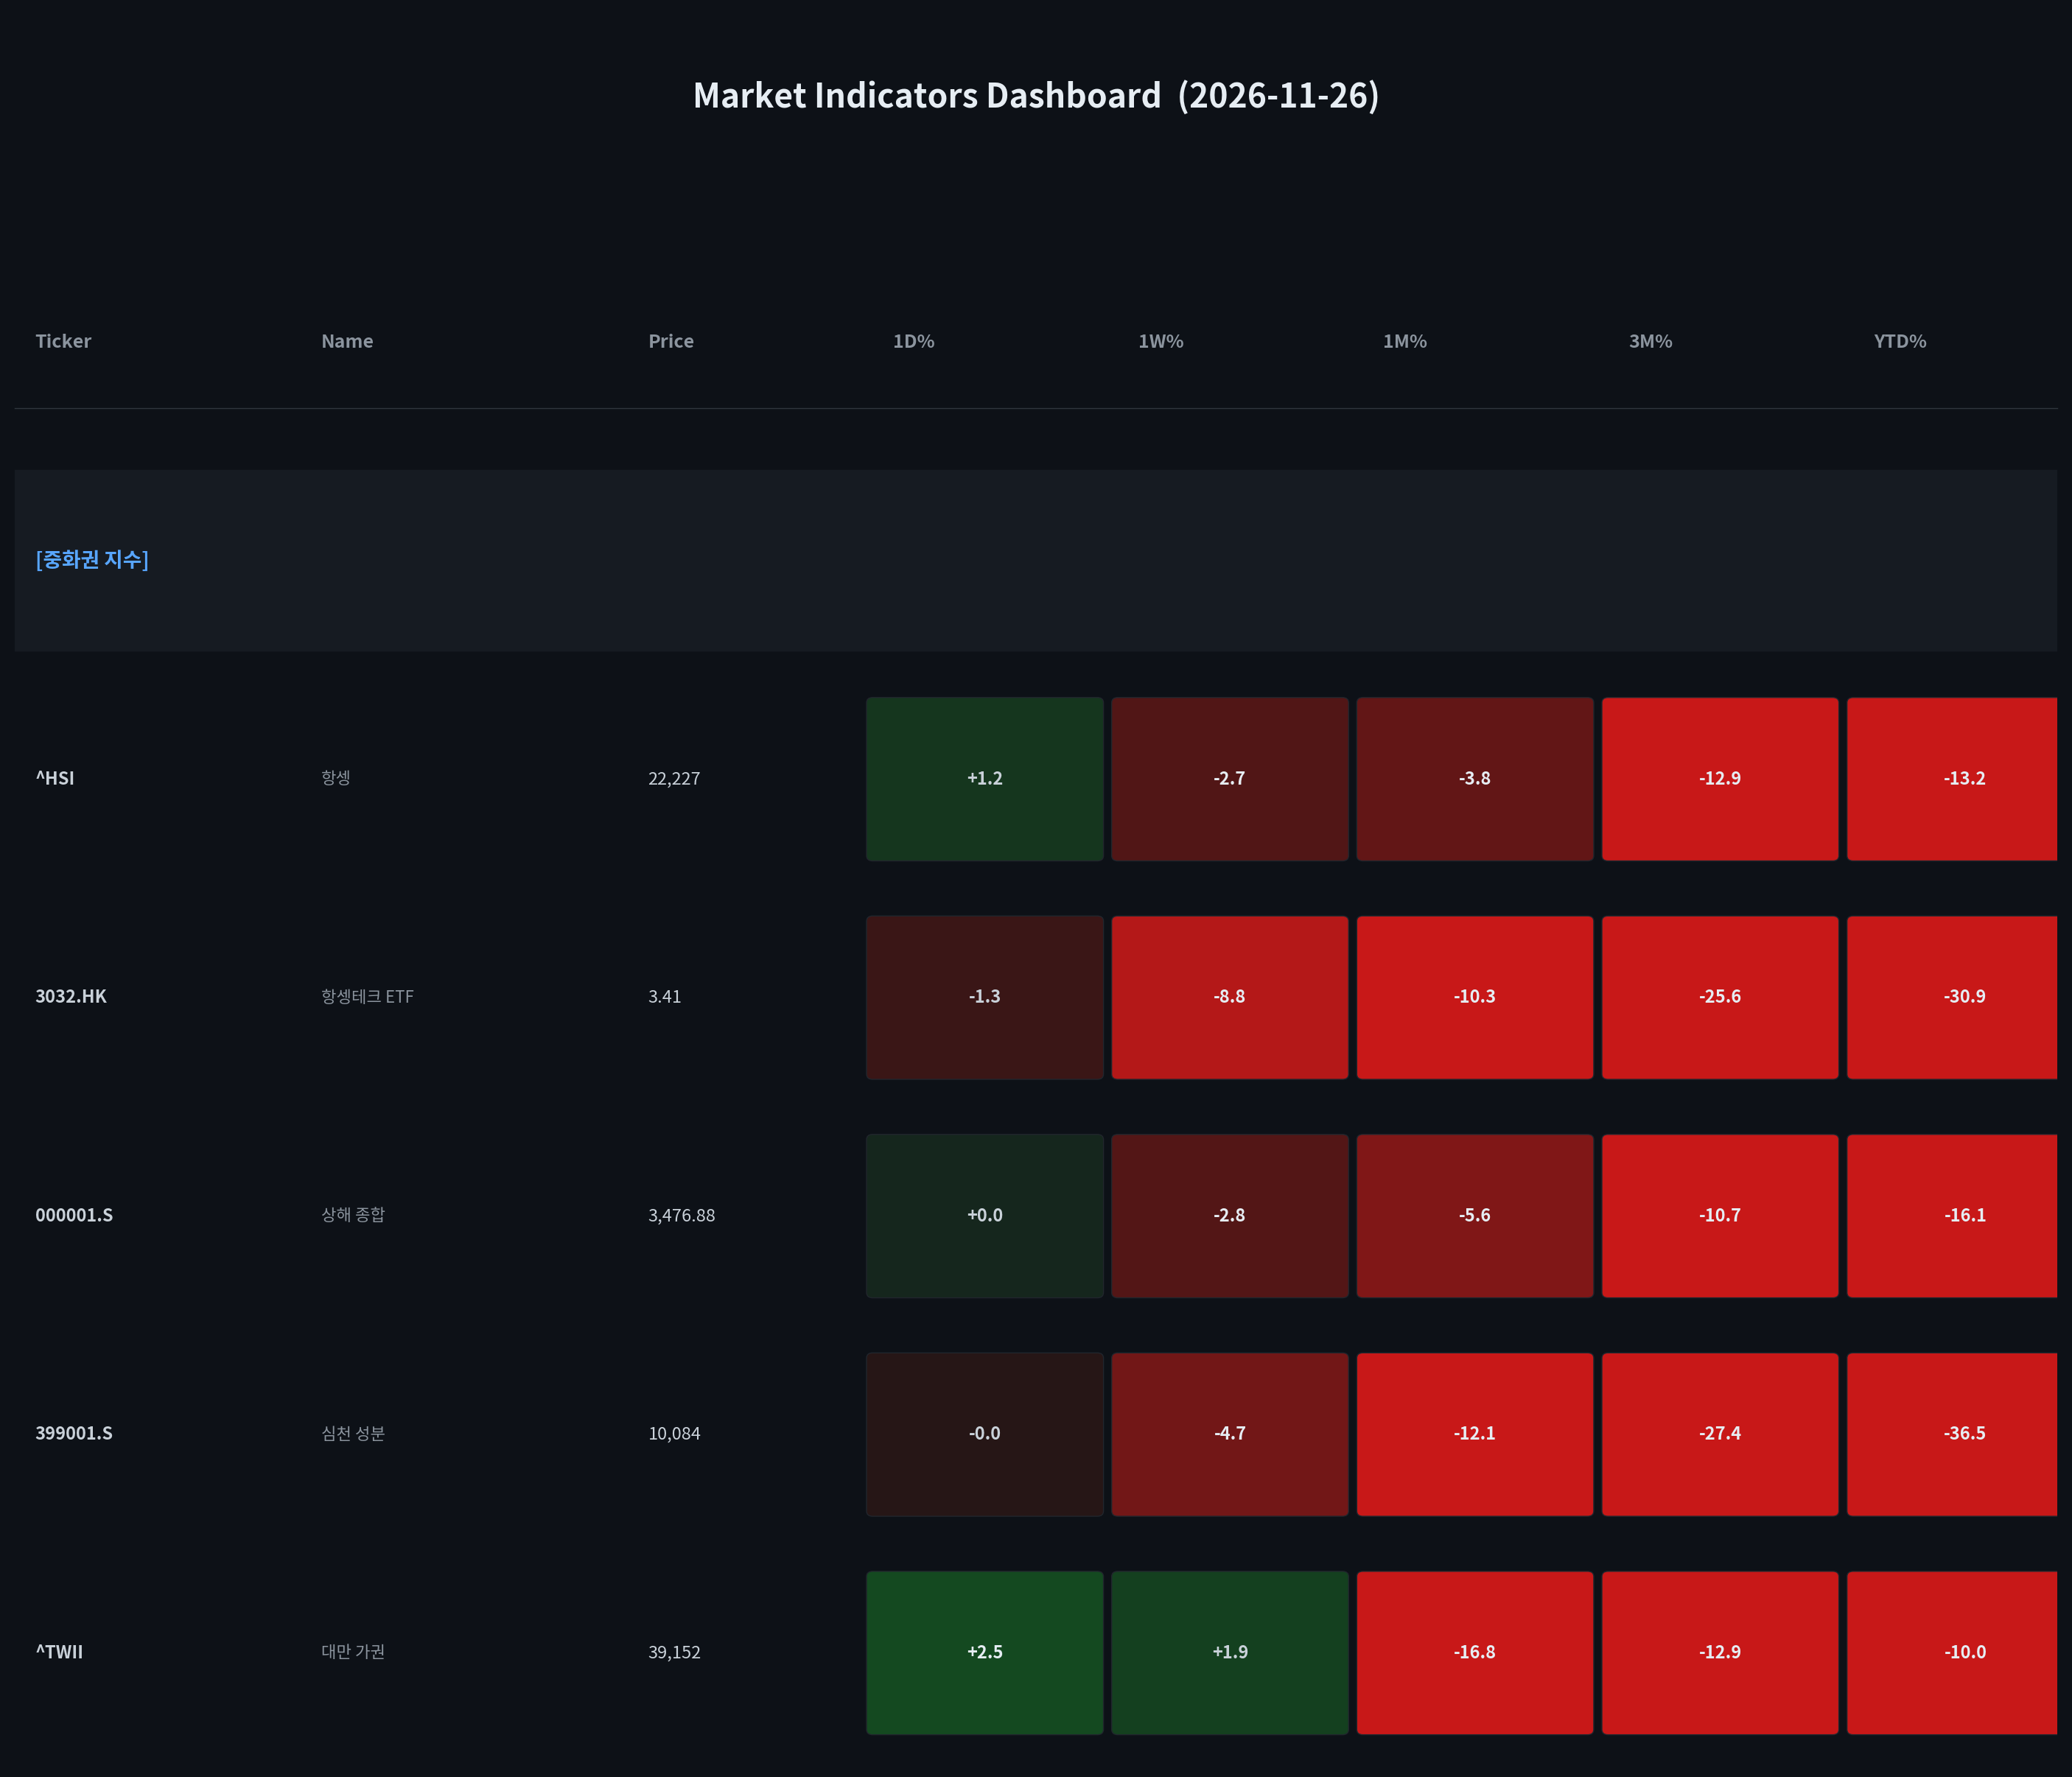 Market Indicators Dashboard (2026-11-26)
Ticker Name Price 1D% 1W% 1M% 3M% YTD%
[중화권 지수]
^HSI 항셍 22,227 +1.2 -2.7 -3.8 -12.9 -13.2
3032.HK 항셍테크 ETF 3.41 -1.3 -8.8 -10.3 -25.6 -30.9
000001.S 상해 종합 3,476.88 +0.0 -2.8 -5.6 -10.7 -16.1
399001.S 심천 성분 10,084 -0.0 -4.7 -12.1 -27.4 -36.5
^TWII 대만 가권 39,152 +2.5 +1.9 -16.8 -12.9 -10.0